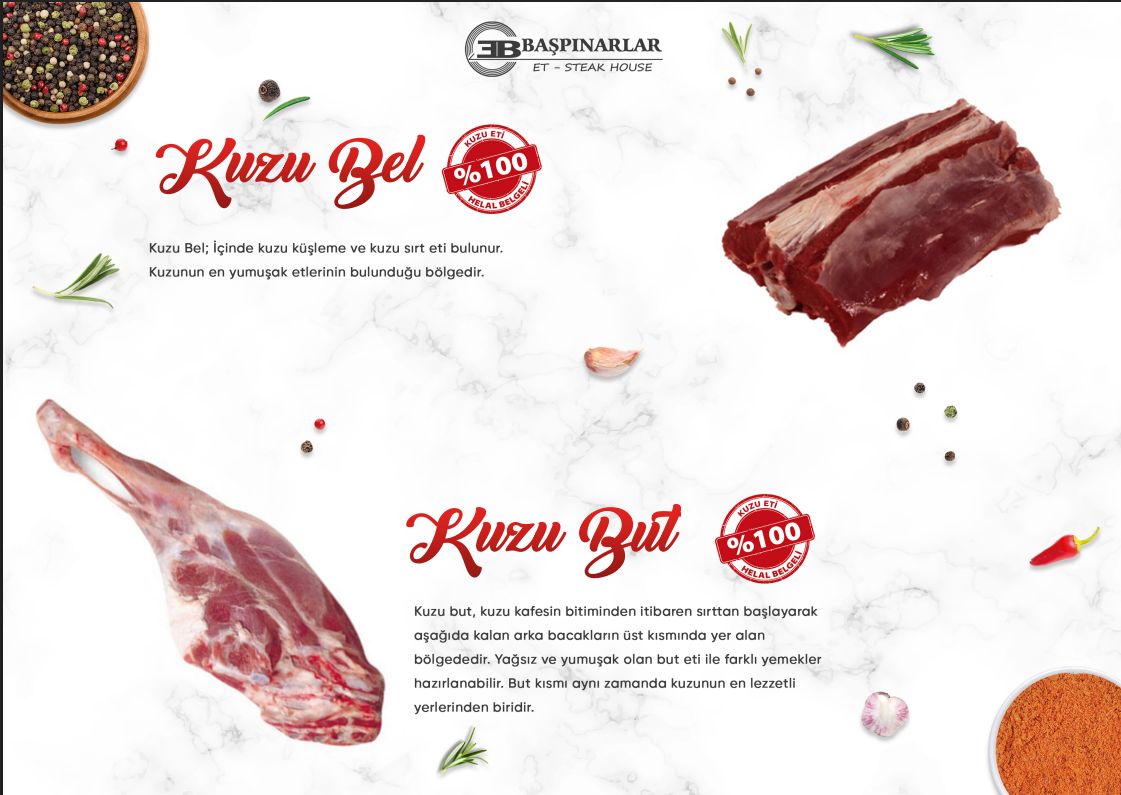 BAŞPINARLAR
ET - STEAK HOUSE
Kuzu Bel
KUZU ETİ
%100
HELAL BELGELİ
Kuzu Bel; İçinde kuzu küşleme ve kuzu sırt eti bulunur.
Kuzunun en yumuşak etlerinin bulunduğu bölgedir.
Kuzu But
KUZU ETİ
%100
HELAL BELGELİ
Kuzu but, kuzu kafesin bitiminden itibaren sırttan başlayarak
aşağıda kalan arka bacakların üst kısmında yer alan
bölgededir. Yağsız ve yumuşak olan but eti ile farklı yemekler
hazırlanabilir. But kısmı aynı zamanda kuzunun en lezzetli
yerlerinden biridir.